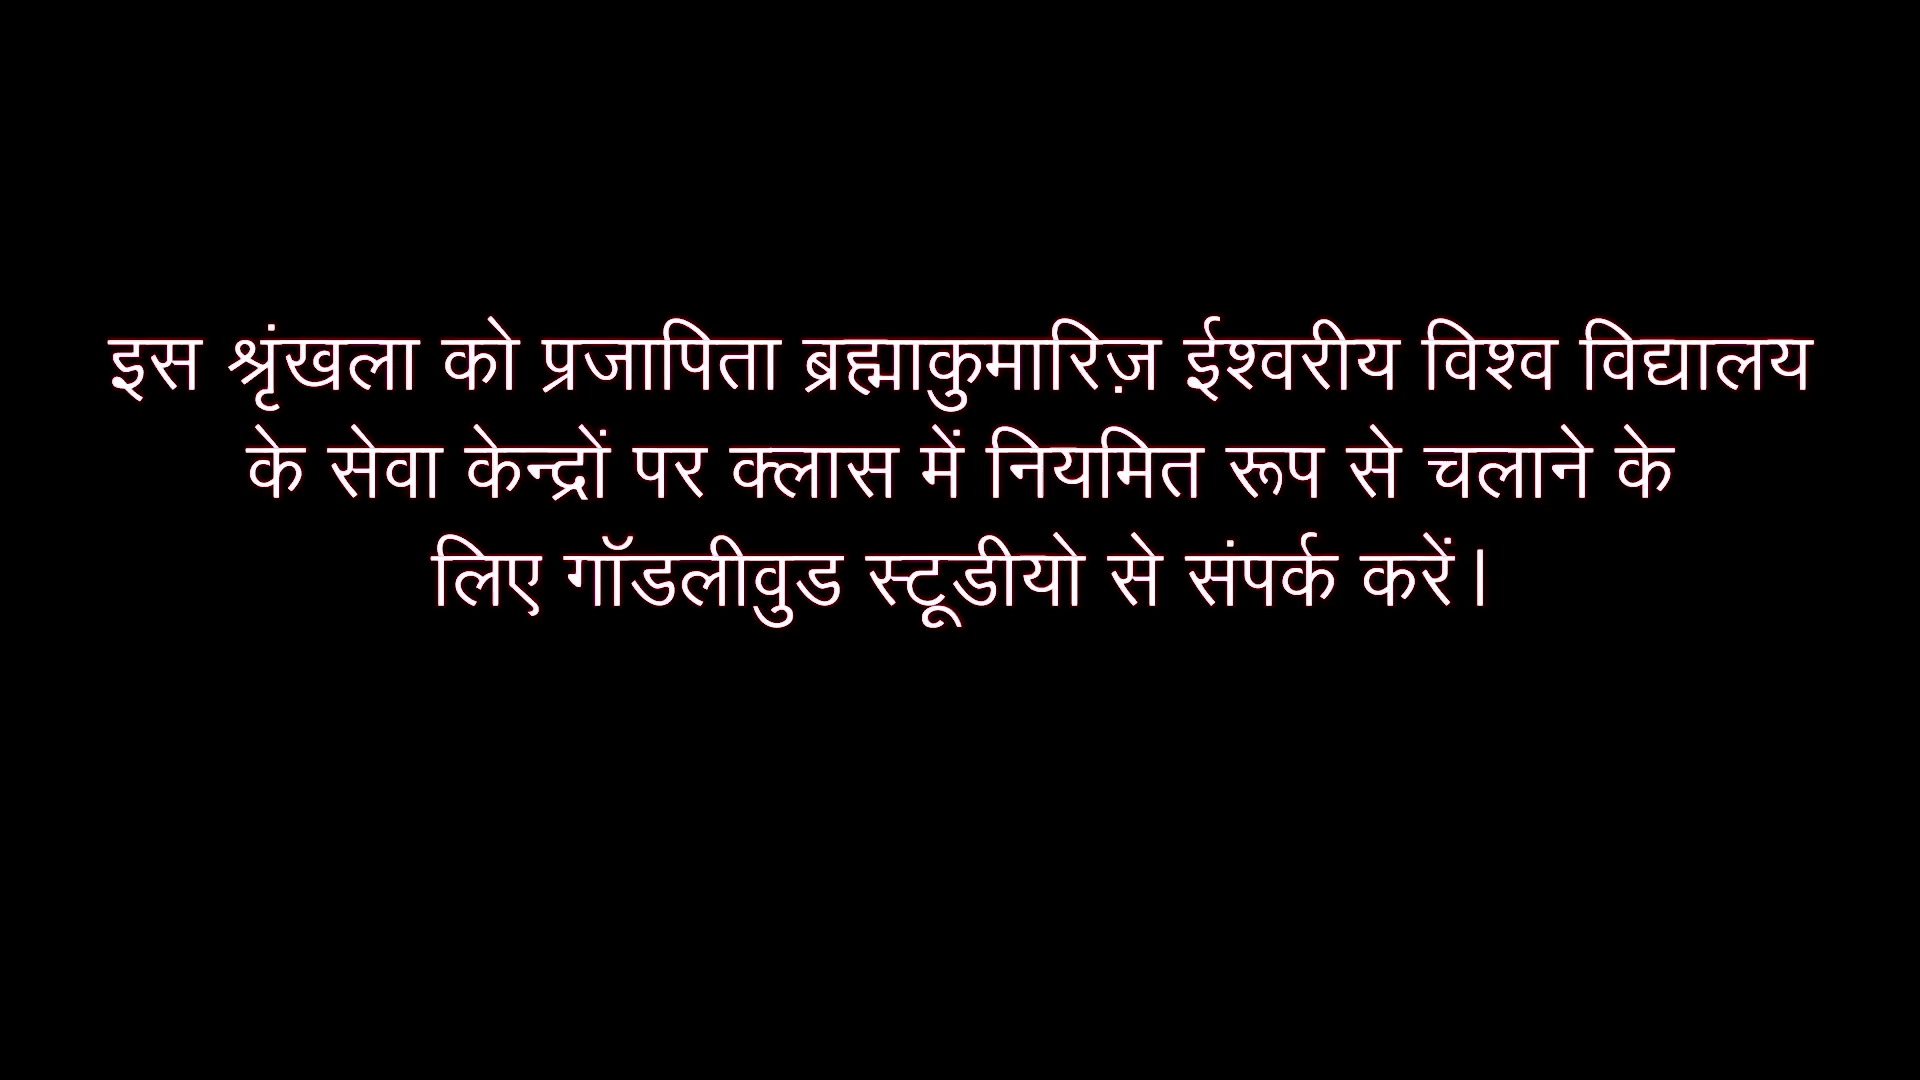 इस श्रृंखला को प्रजापिता ब्रह्माकुमारिज़ ईश्वरीय विश्व विद्यालय
के सेवा केन्द्रों पर क्लास में नियमित रूप से चलाने के
लिए गॉडलीवुड स्टूडीयो से संपर्क करें।